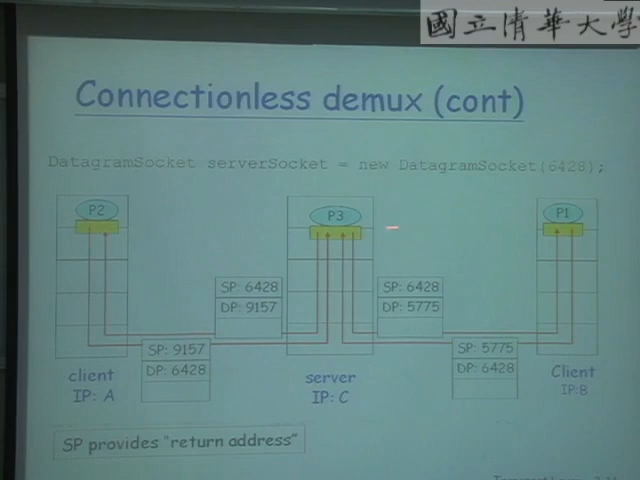 國立清華大學
Connectionless demux (cont)
DatagramSocket serverSocket = new DatagramSocket(6428);
P2
P3
P1
SP: 6428
DP: 9157
SP: 6428
DP: 5775
SP: 9157
DP: 6428
SP: 5775
DP: 6428
client
IP: A
server
IP: C
Client
IP:B
SP provides "return address"